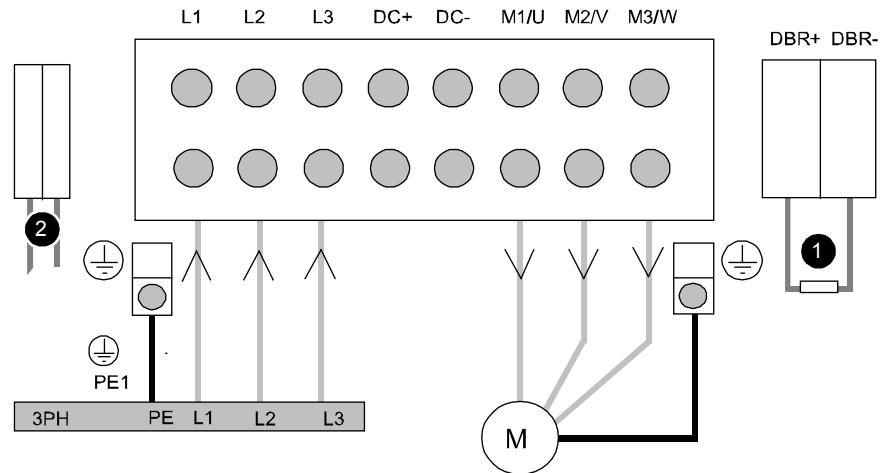 L1 L2 L3 DC+ DC- M1/U M2/V M3/W
DBR+ DBR-
2
1
PE1
3PH PE L1 L2 L3
M